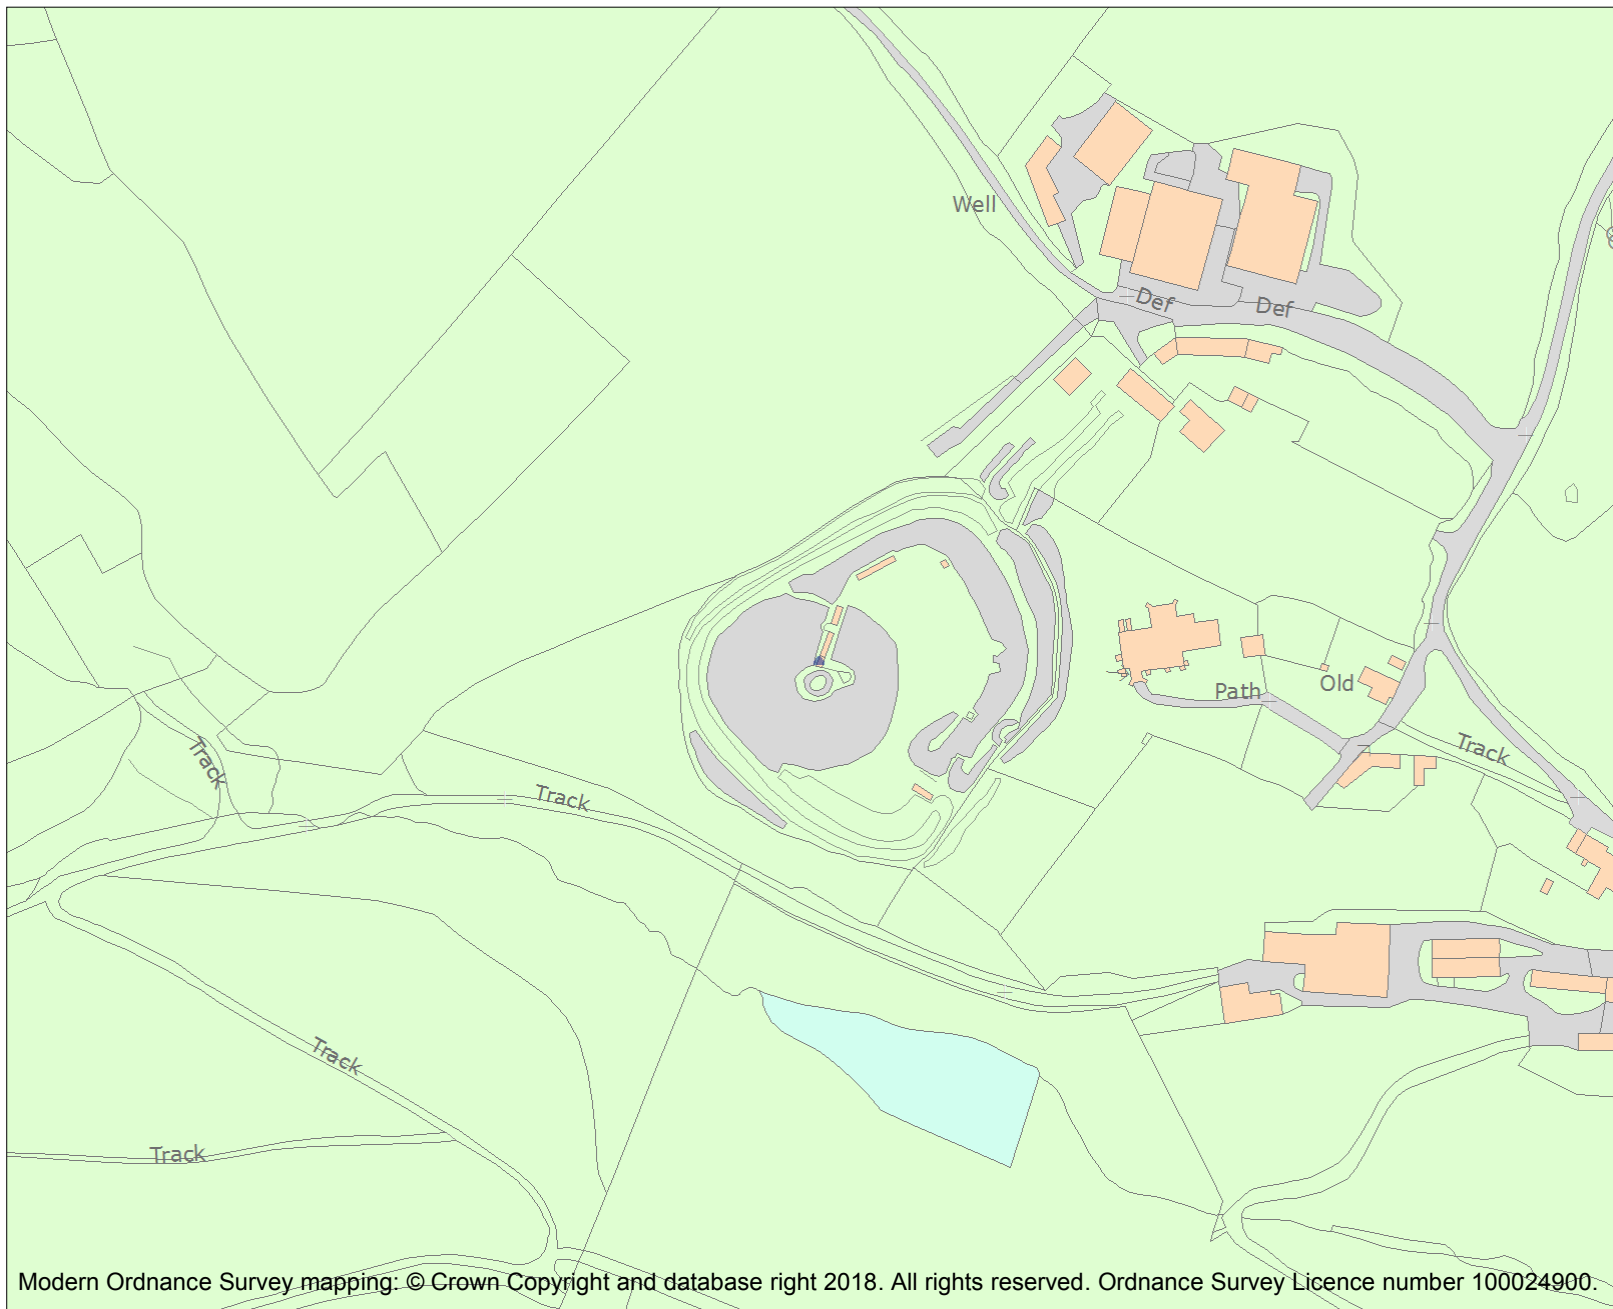 Well
Def
Def
Path
Old
Track
Track
Track
Track
Track
Modern Ordnance Survey mapping: © Crown Copyright and database right 2018. All rights reserved. Ordnance Survey Licence number 100024900.